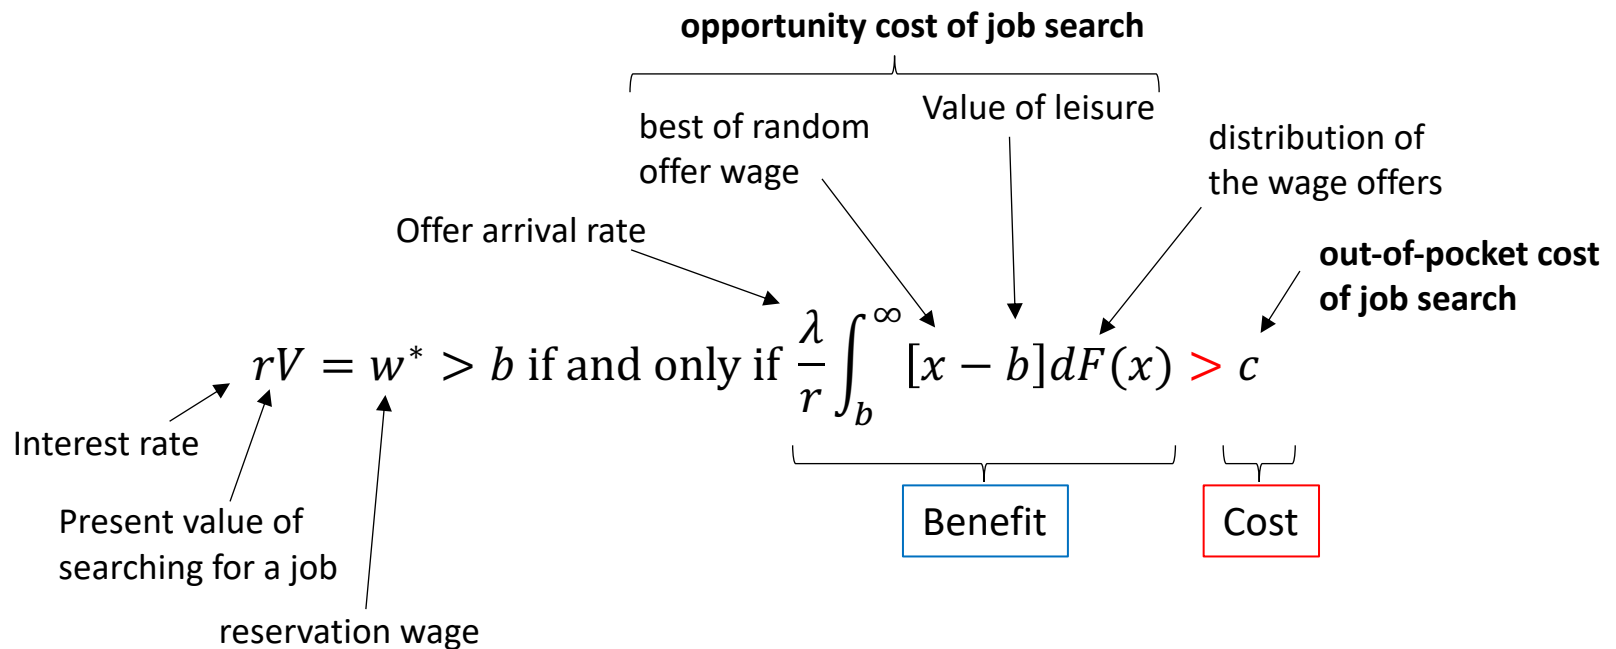 opportunity cost of job search
best of random
offer wage
Value of leisure
distribution of
the wage offers
Offer arrival rate
out-of-pocket cost
of job search
rV = w* > b if and only if λ/r ∫_b^∞ [x − b]dF(x) > c
Interest rate
Benefit
Cost
Present value of
searching for a job
reservation wage